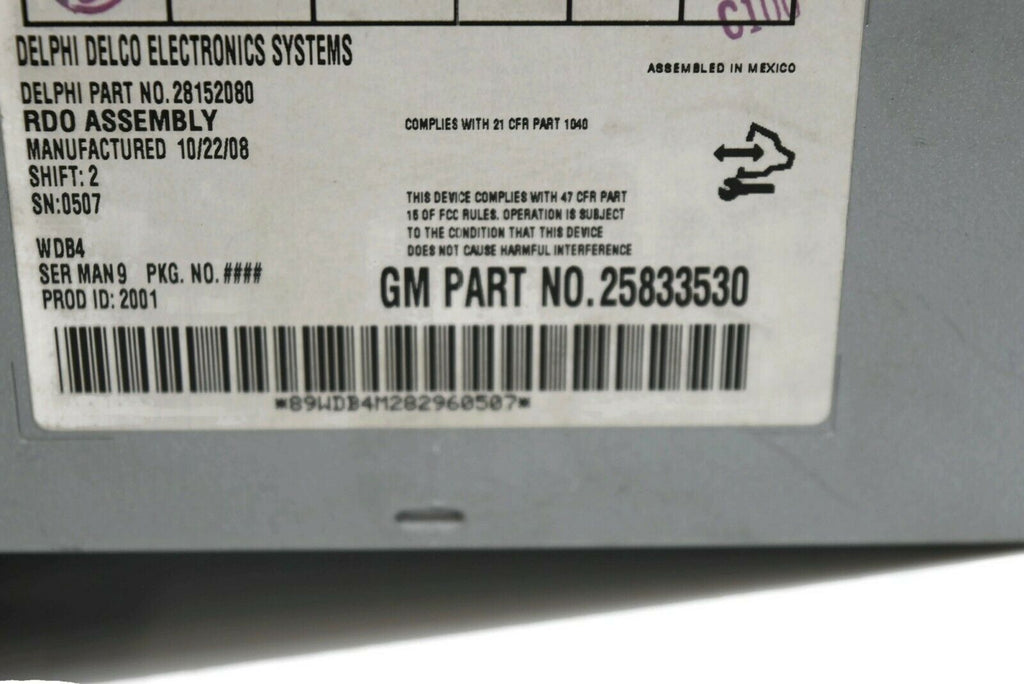 DELPHI DELCO ELECTRONICS SYSTEMS
ASSEMBLED IN MEXICO
DELPHI PART NO. 28152080
RDO ASSEMBLY
MANUFACTURED 10/22/08
SHIFT: 2
SN:0507
COMPLIES WITH 21 CFR PART 1040
THIS DEVICE COMPLIES WITH 47 CFR PART
15 OF FCC RULES. OPERATION IS SUBJECT
TO THE CONDITION THAT THIS DEVICE
DOES NOT CAUSE HARMFUL INTERFERENCE
WDB4
SER MAN 9 PKG. NO. ####
PROD ID: 2001
GM PART NO. 25833530
*89WDB4M282960507*